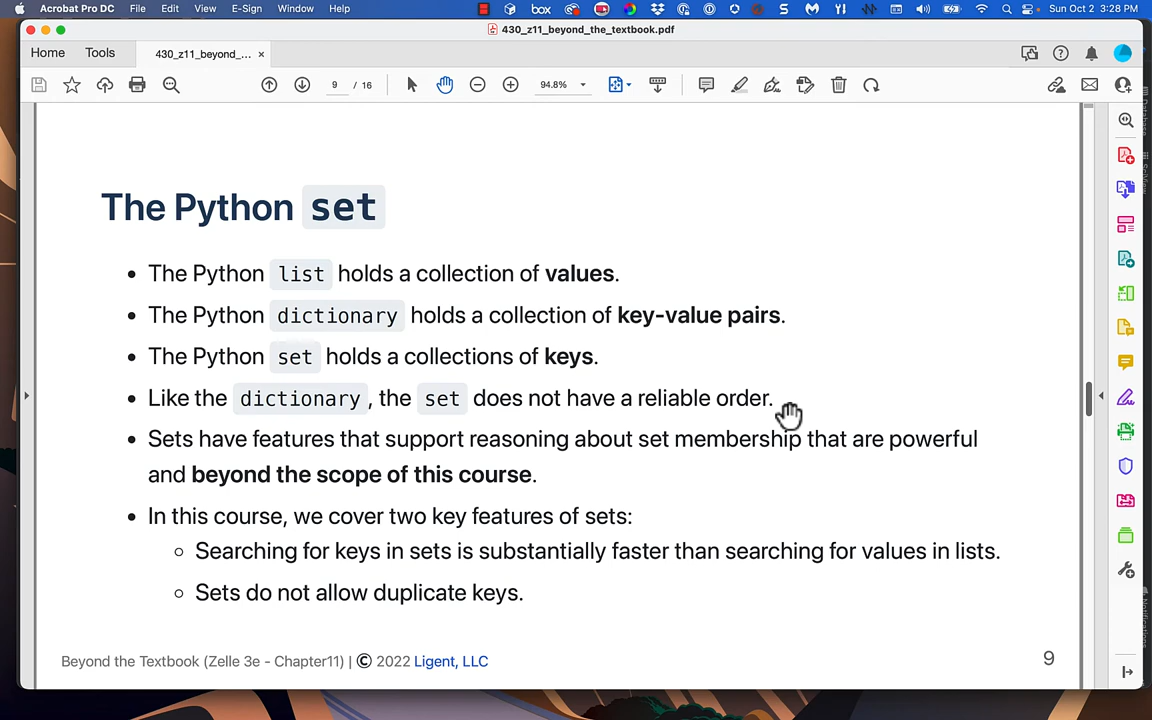 Acrobat Pro DC File Edit View E-Sign Window Help box Sun Oct 2 3:28 PM
430_z11_beyond_the_textbook.pdf
Home Tools 430_z11_beyond_... ×
9 / 16 94.8%
The Python set
• The Python list holds a collection of values.
• The Python dictionary holds a collection of key-value pairs.
• The Python set holds a collections of keys.
• Like the dictionary, the set does not have a reliable order.
• Sets have features that support reasoning about set membership that are powerful
and beyond the scope of this course.
• In this course, we cover two key features of sets:
◦ Searching for keys in sets is substantially faster than searching for values in lists.
◦ Sets do not allow duplicate keys.
Beyond the Textbook (Zelle 3e - Chapter11) | © 2022 Ligent, LLC
9
Database
SciView
Notifications